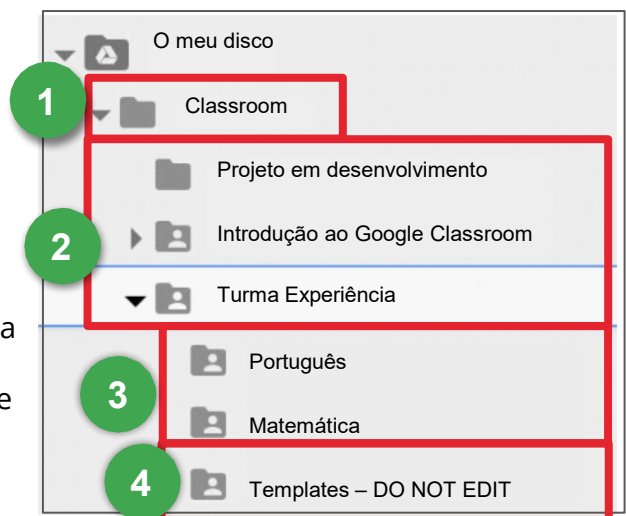 O meu disco
1
Classroom
Projeto em desenvolvimento
2
Introdução ao Google Classroom
Turma Experiência
a
Português
e
3
Matemática
4
Templates – DO NOT EDIT